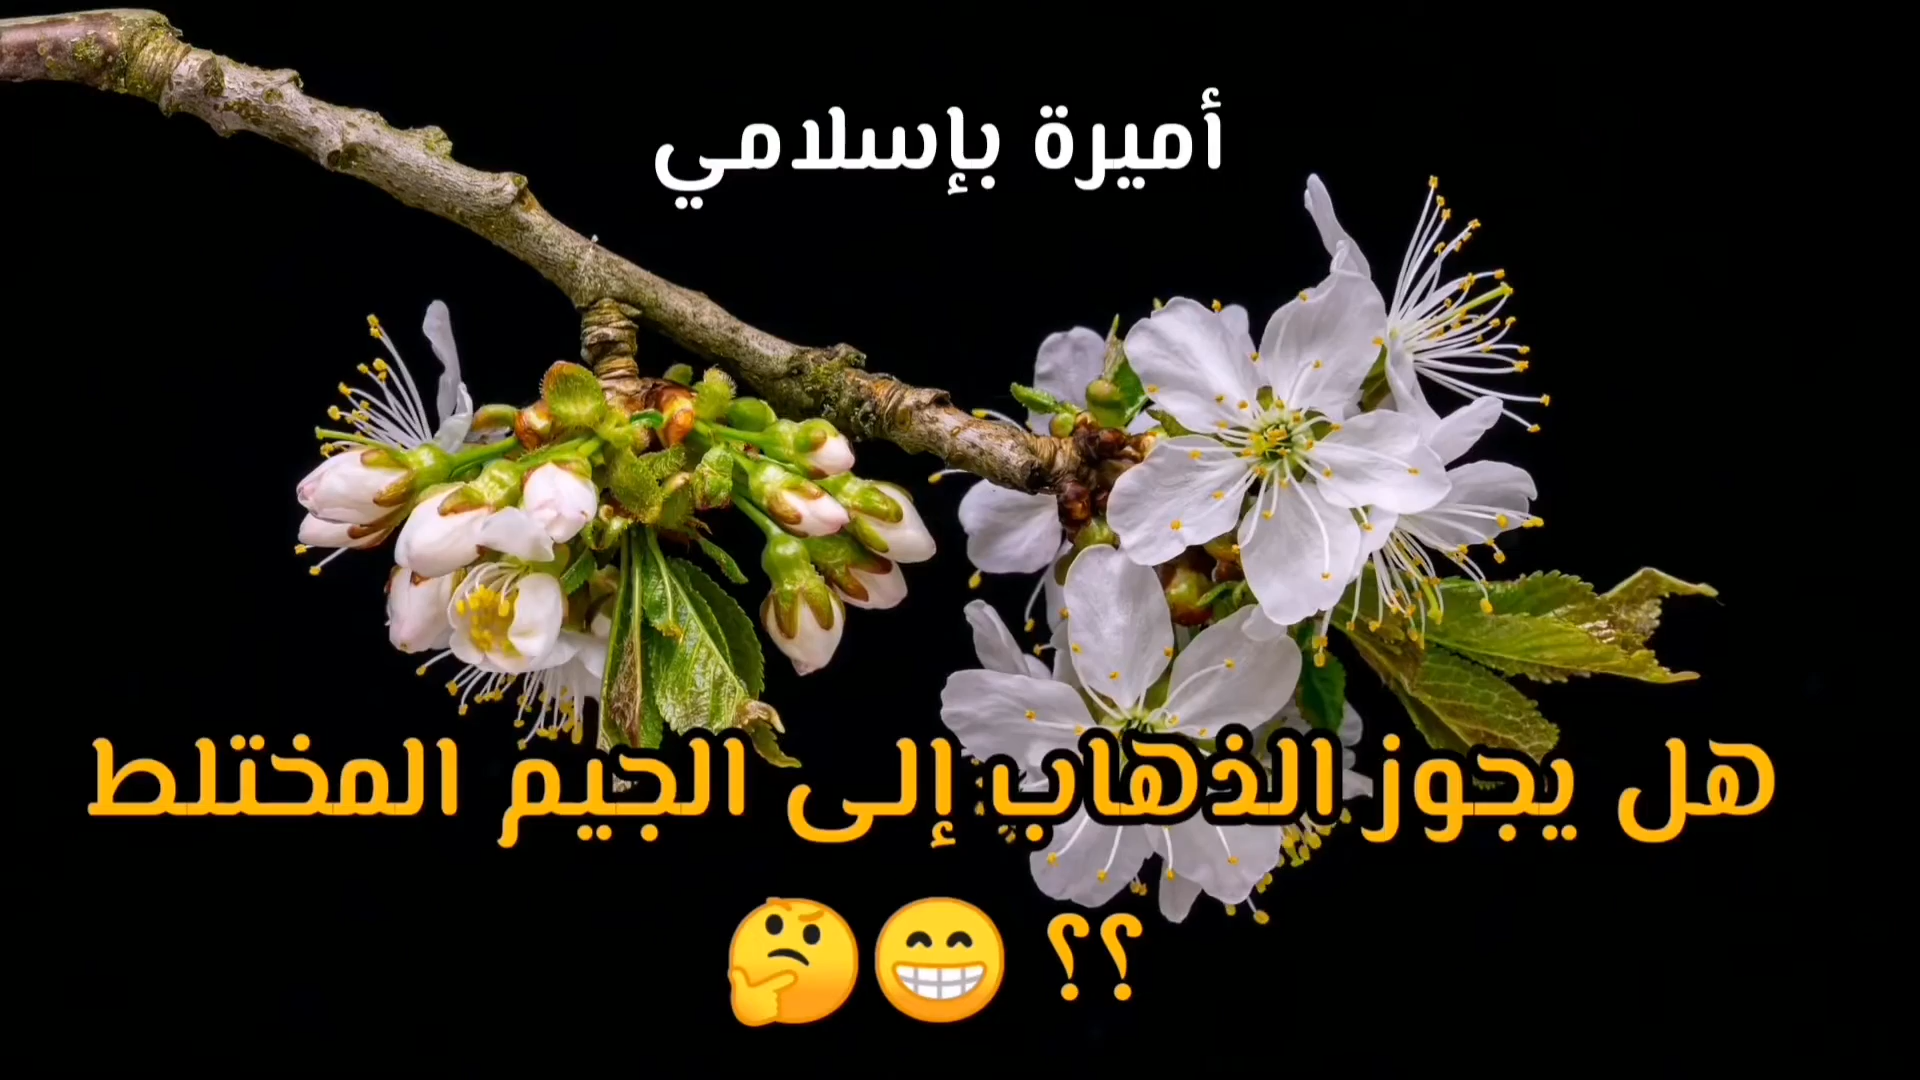 أميرة بإسلامي
هل يجوز الذهاب إلى الجيم المختلط
؟؟ 😁🤔